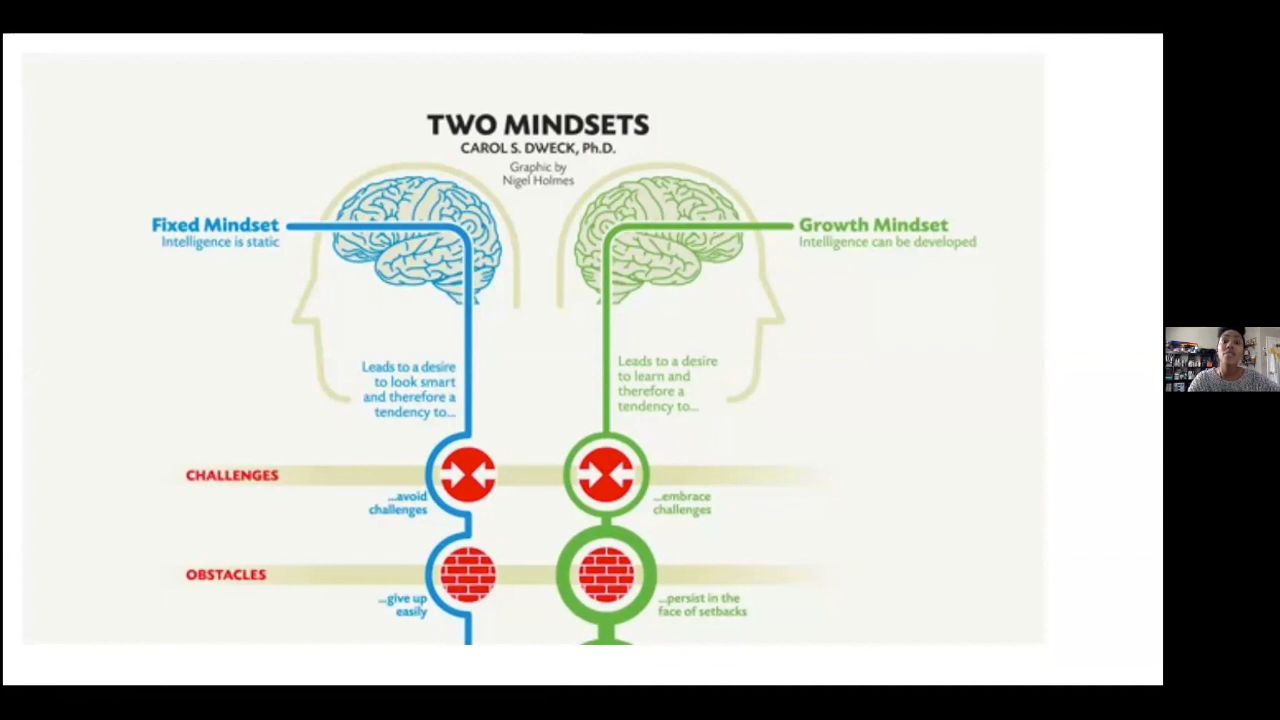 TWO MINDSETS
CAROL S. DWECK, Ph.D.
Graphic by
Nigel Holmes
Fixed Mindset
Intelligence is static
Growth Mindset
Intelligence can be developed
Leads to a desire
to look smart
and therefore a
tendency to...
Leads to a desire
to learn and
therefore a
tendency to...
CHALLENGES
...avoid
challenges
...embrace
challenges
OBSTACLES
...give up
easily
...persist in the
face of setbacks